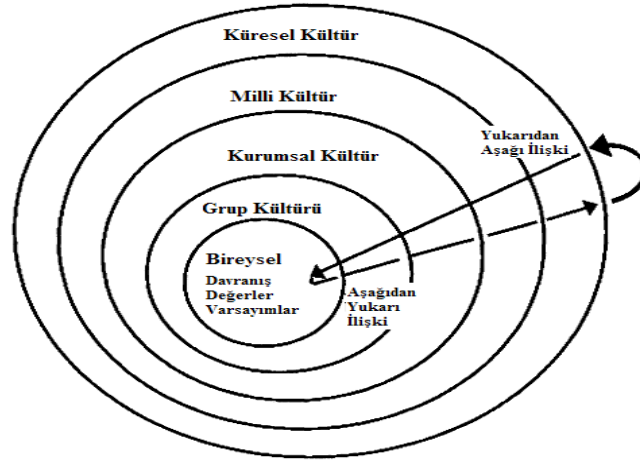 Küresel Kültür
Milli Kültür
Yukarıdan
Aşağı İlişki
Kurumsal Kültür
Grup Kültürü
Bireysel
Davranış
Değerler
Varsayımlar
Aşağıdan
Yukarı
İlişki